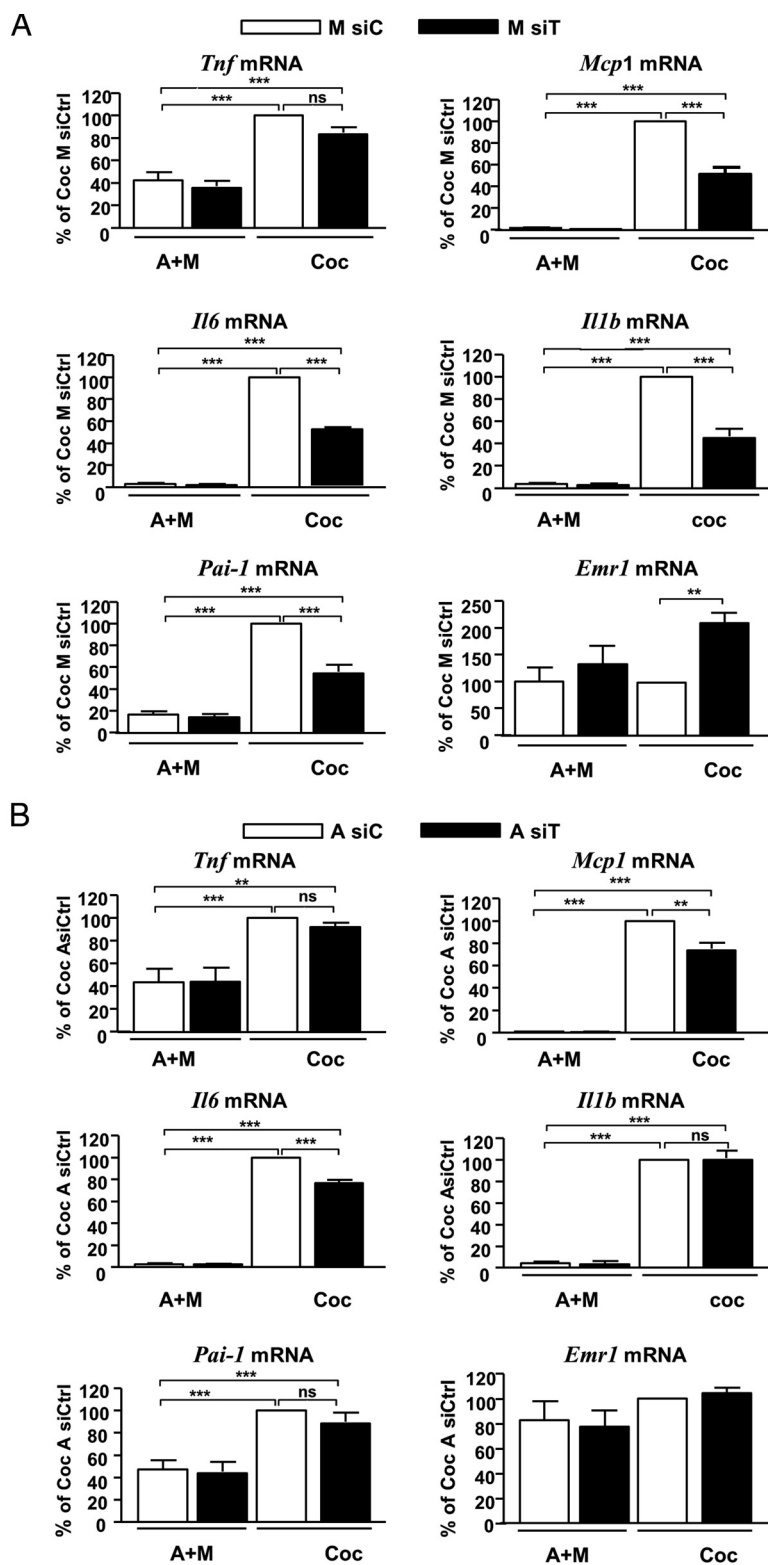 A
M siC M siT
Tnf mRNA
***
***
ns
% of Coc M siCtrl
120
100
80
60
40
20
0
A+M Coc
Mcp1 mRNA
***
***
***
% of Coc M siCtrl
120
100
80
60
40
20
0
A+M Coc
Il6 mRNA
***
***
***
% of Coc M siCtrl
120
100
80
60
40
20
0
A+M Coc
Il1b mRNA
***
***
***
% of Coc M siCtrl
120
100
80
60
40
20
0
A+M coc
Pai-1 mRNA
***
***
***
% of Coc M siCtrl
120
100
80
60
40
20
0
A+M Coc
Emr1 mRNA
**
% of Coc M siCtrl
250
200
150
100
50
0
A+M Coc
B
A siC A siT
Tnf mRNA
**
***
ns
% of Coc AsiCtrl
120
100
80
60
40
20
0
A+M Coc
Mcp1 mRNA
***
***
**
% of Coc A siCtrl
120
100
80
60
40
20
0
A+M Coc
Il6 mRNA
***
***
***
% of Coc A siCtrl
120
100
80
60
40
20
0
A+M Coc
Il1b mRNA
***
***
ns
% of Coc AsiCtrl
120
100
80
60
40
20
0
A+M coc
Pai-1 mRNA
***
***
ns
% of Coc A siCtrl
120
100
80
60
40
20
0
A+M Coc
Emr1 mRNA
% of Coc A siCtrl
120
100
80
60
40
20
0
A+M Coc